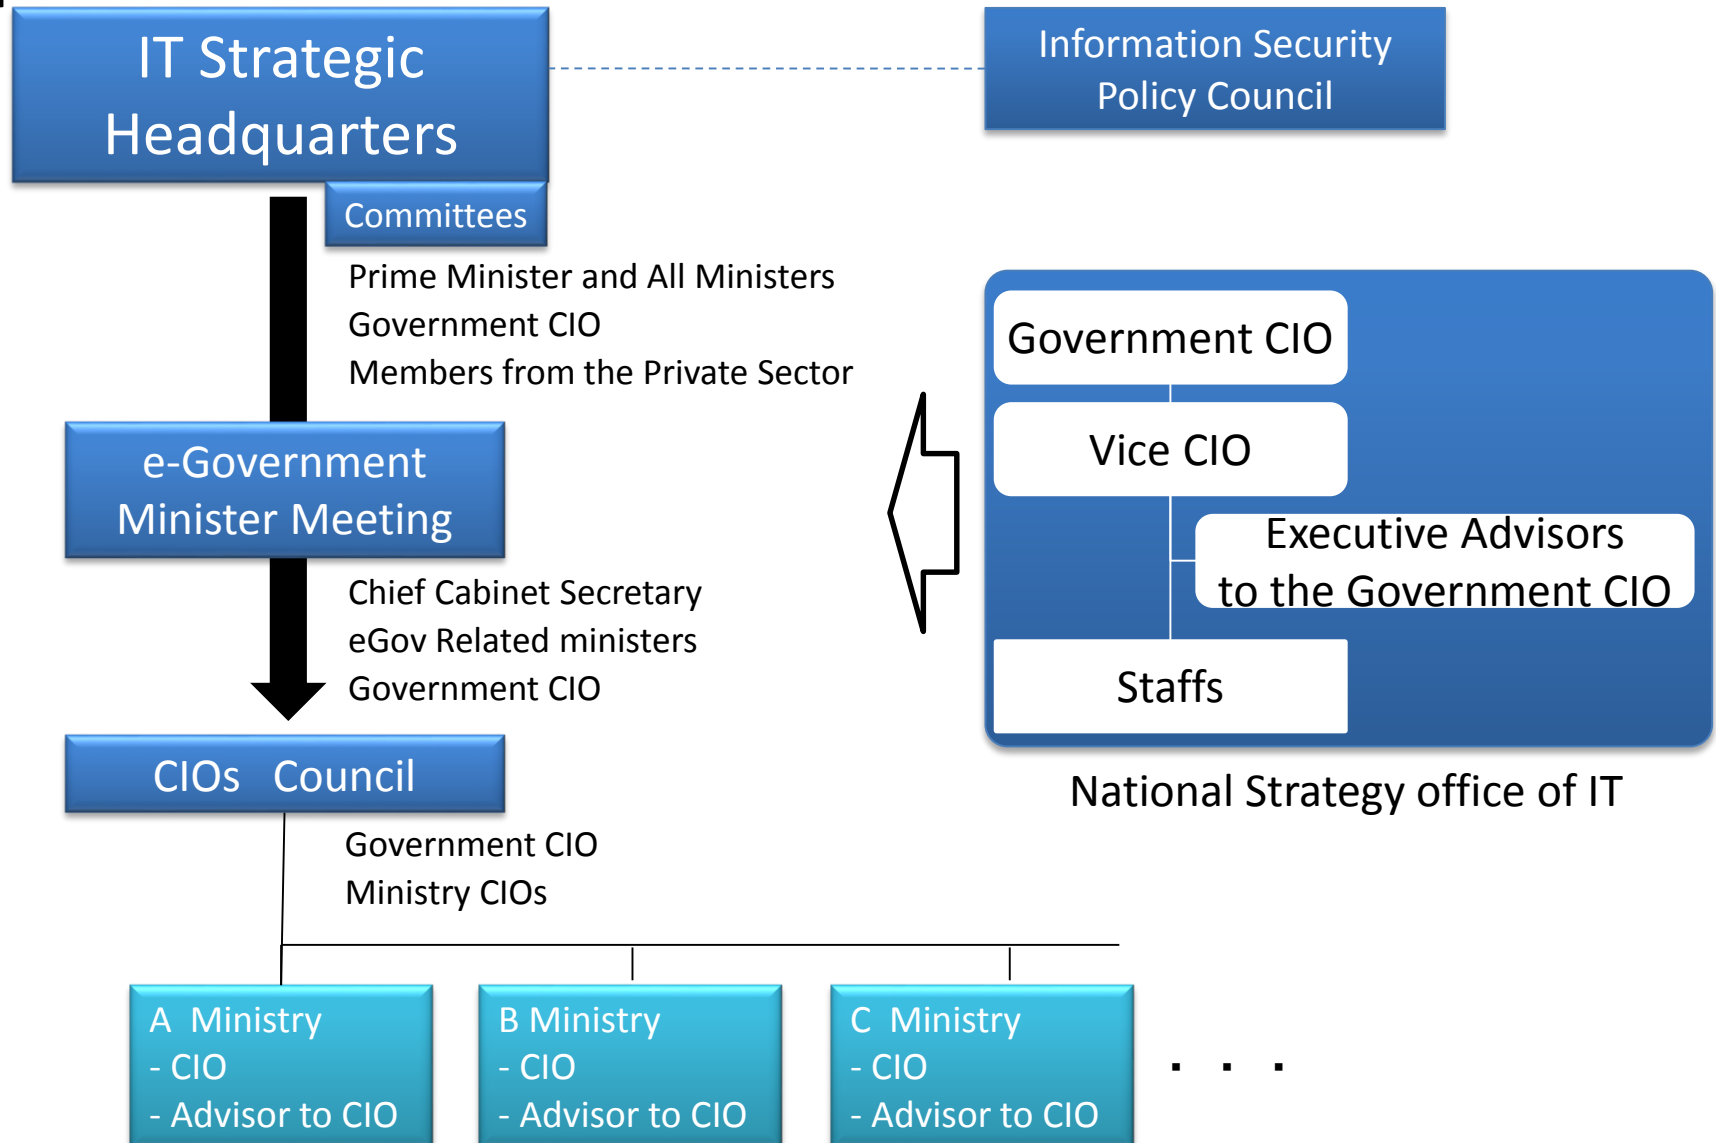 IT Strategic
Headquarters
Information Security
Policy Council
Committees
Prime Minister and All Ministers
Government CIO
Members from the Private Sector
e-Government
Minister Meeting
Chief Cabinet Secretary
eGov Related ministers
Government CIO
CIOs Council
Government CIO
Ministry CIOs
Government CIO
Vice CIO
Executive Advisors
to the Government CIO
Staffs
National Strategy office of IT
A Ministry
- CIO
- Advisor to CIO
B Ministry
- CIO
- Advisor to CIO
C Ministry
- CIO
- Advisor to CIO
. . .